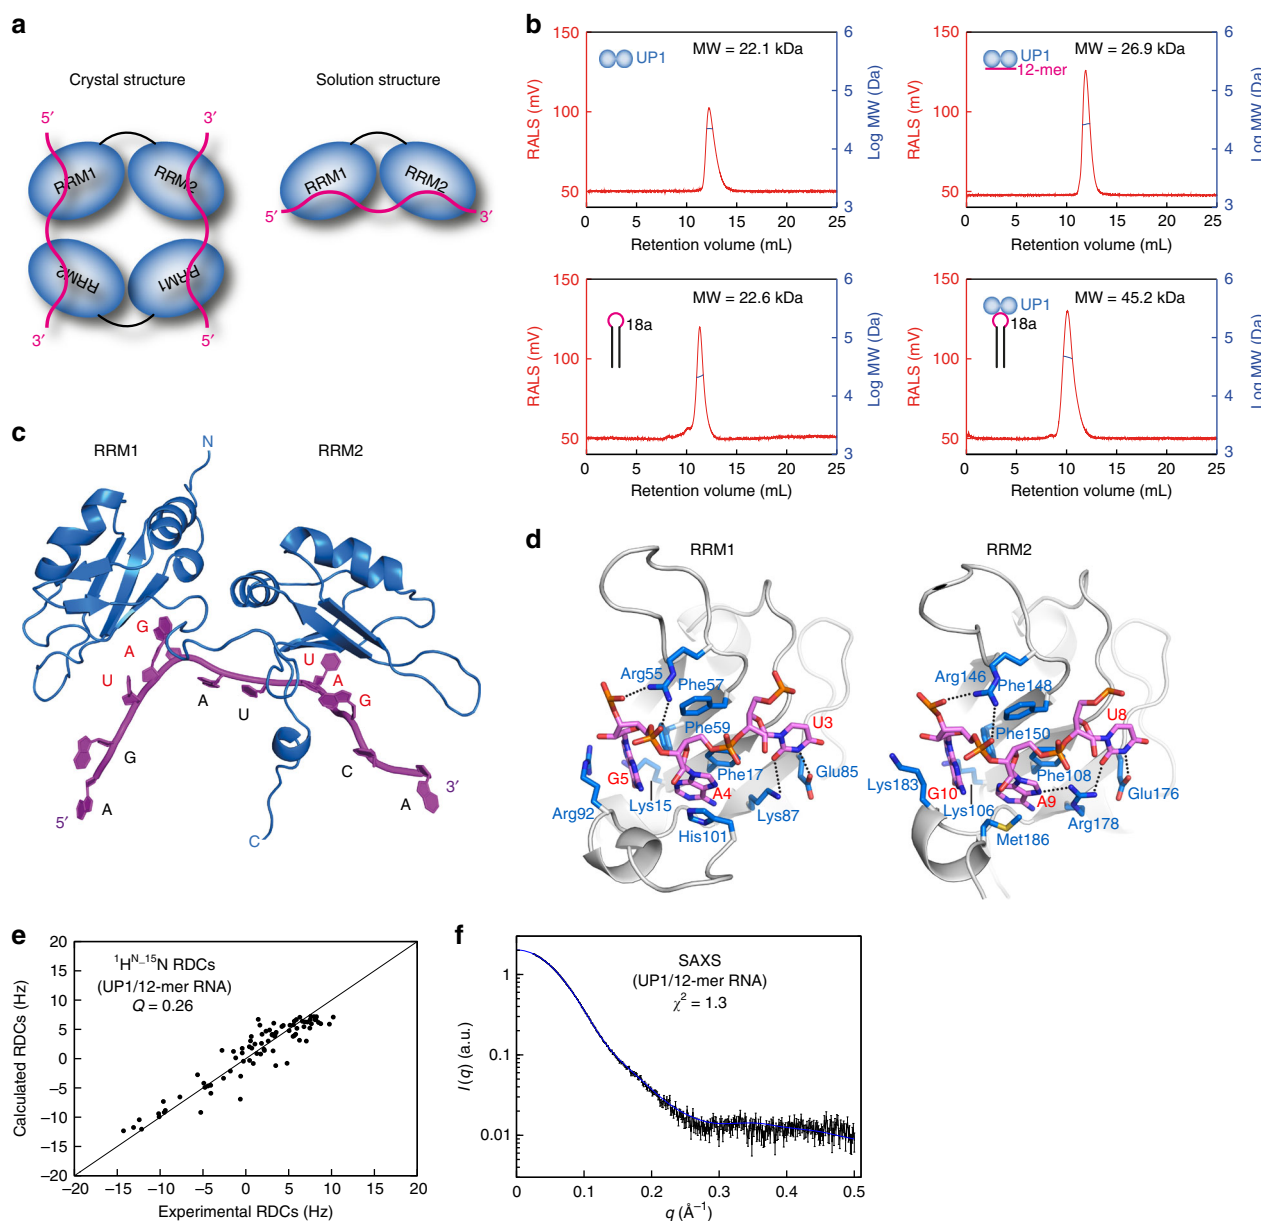 a
Crystal structure
Solution structure
5′
3′
RRM1
RRM2
RRM2
RRM1
3′
5′
RRM1
RRM2
5′
3′
b
150
100
50
RALS (mV)
UP1
MW = 22.1 kDa
6
5
4
3
Log MW (Da)
0 5 10 15 20 25
Retention volume (mL)
150
100
50
RALS (mV)
UP1
12-mer
MW = 26.9 kDa
6
5
4
3
Log MW (Da)
0 5 10 15 20 25
Retention volume (mL)
150
100
50
RALS (mV)
18a
MW = 22.6 kDa
6
5
4
3
Log MW (Da)
0 5 10 15 20 25
Retention volume (mL)
150
100
50
RALS (mV)
UP1
18a
MW = 45.2 kDa
6
5
4
3
Log MW (Da)
0 5 10 15 20 25
Retention volume (mL)
c
RRM1
RRM2
N
G
A
U
A
U
U
A
G
G
A
C
A
5′
3′
C
d
RRM1
Arg55
Phe57
Phe59
U3
Phe17
Glu85
G5
A4
Lys15
Arg92
Lys87
His101
RRM2
Arg146
Phe148
U8
Phe150
Phe108
Lys183
G10
A9
Glu176
Lys106
Arg178
Met186
e
20
15
10
5
0
−5
−10
−15
−20
Calculated RDCs (Hz)
¹Hᴺ–¹⁵N RDCs
(UP1/12-mer RNA)
Q = 0.26
−20 −15 −10 −5 0 5 10 15 20
Experimental RDCs (Hz)
f
1
0.1
0.01
I(q) (a.u.)
SAXS
(UP1/12-mer RNA)
χ² = 1.3
0 0.1 0.2 0.3 0.4 0.5
q (Å⁻¹)